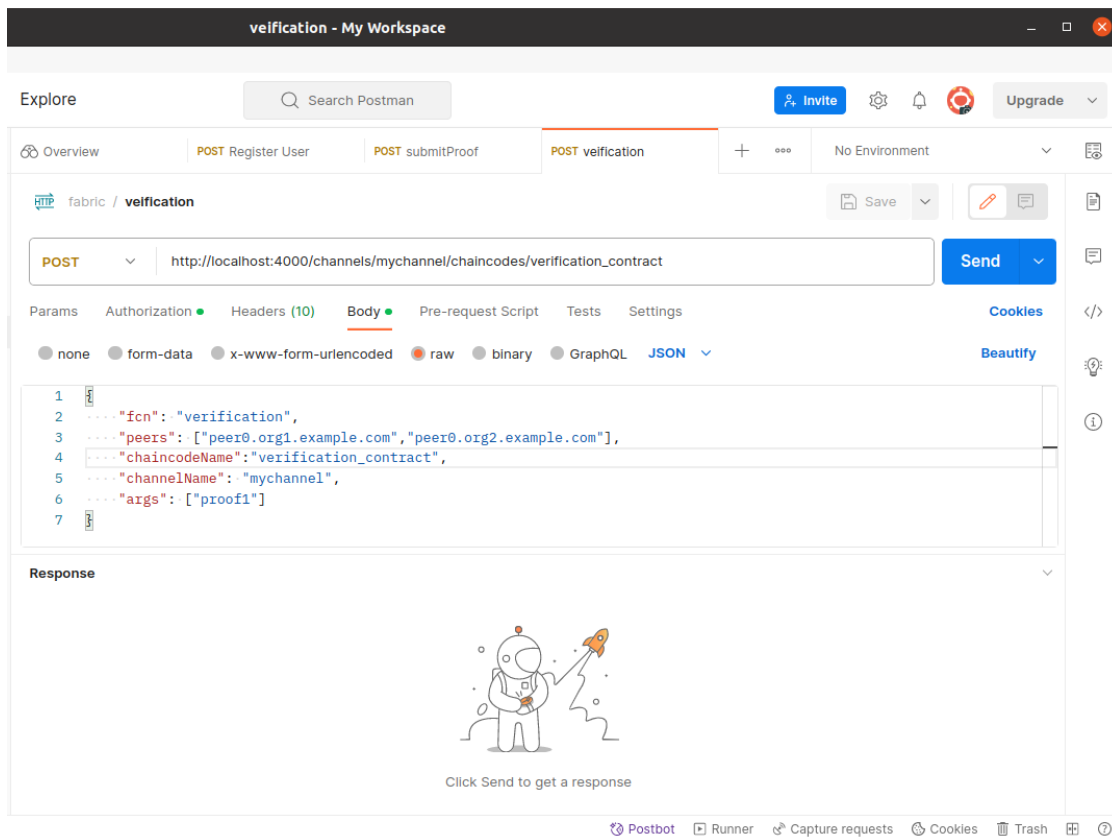 veification - My Workspace
Explore
Search Postman
Invite
Upgrade
Overview
POST Register User
POST submitProof
POST veification
No Environment
HTTP fabric / veification
Save
POST
http://localhost:4000/channels/mychannel/chaincodes/verification_contract
Send
Params Authorization Headers (10) Body Pre-request Script Tests Settings Cookies
none form-data x-www-form-urlencoded raw binary GraphQL JSON Beautify
1 {
2 ····"fcn":·"verification",
3 ····"peers":·["peer0.org1.example.com","peer0.org2.example.com"],
4 ····"chaincodeName":"verification_contract",
5 ····"channelName":·"mychannel",
6 ····"args":·["proof1"]
7 }
Response
Click Send to get a response
Postbot Runner Capture requests Cookies Trash